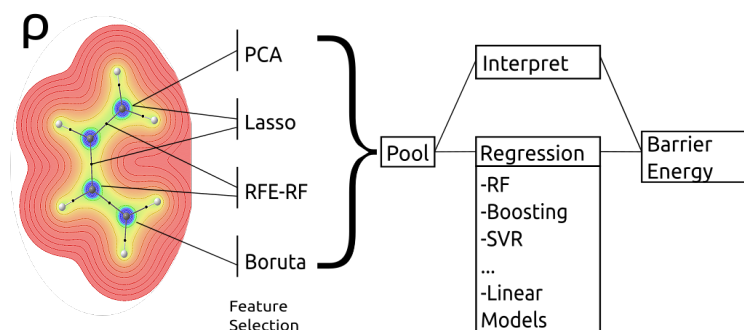 ρ
PCA
Lasso
RFE-RF
Boruta
Feature
Selection
Pool
Interpret
Regression
-RF
-Boosting
-SVR
...
-Linear
Models
Barrier
Energy